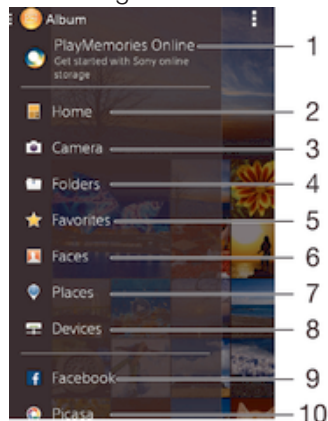 Album
PlayMemories Online 1
Get started with Sony online
storage
Home 2
Camera 3
Folders 4
Favorites 5
Faces 6
Places 7
Devices 8
Facebook 9
Picasa 10